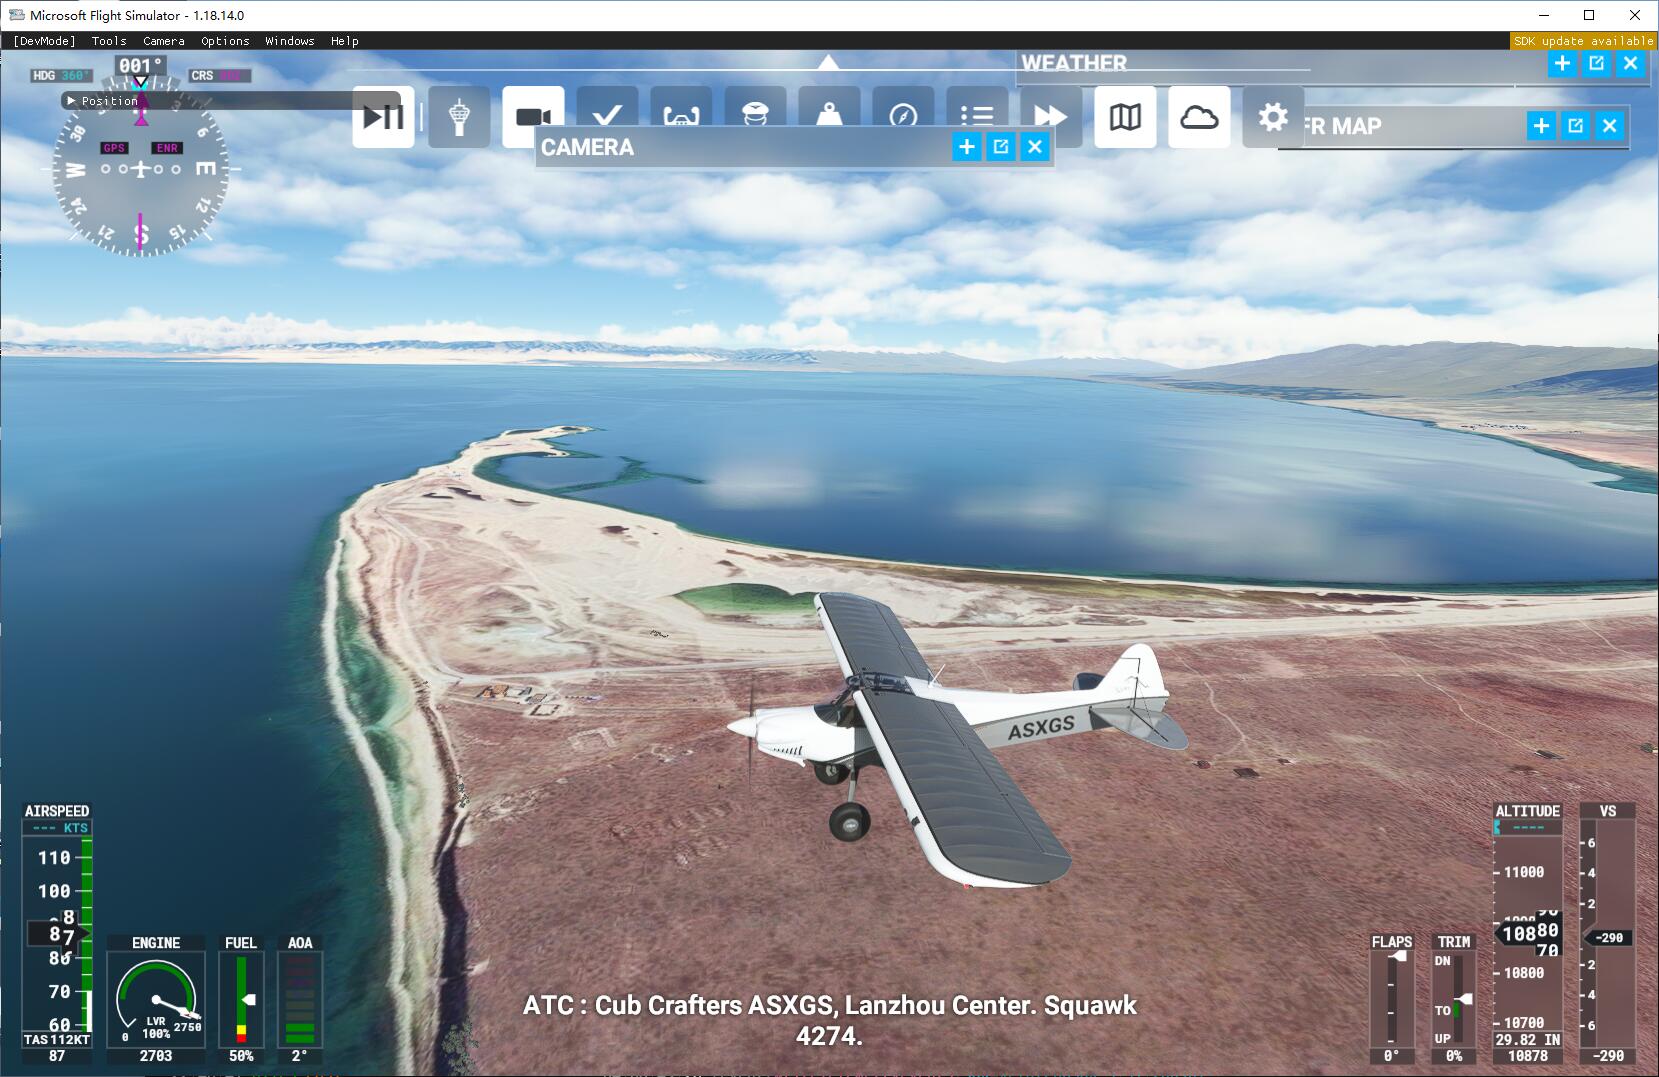 Microsoft Flight Simulator - 1.18.14.0
[DevMode] Tools Camera Options Windows Help
SDK update available
HDG 360°
001°
CRS
Position
WEATHER
FR MAP
CAMERA
GPS ENR
30
3
6
W
E
24
12
21
S
15
AIRSPEED
--- KTS
110
100
87
80
70
60
TAS 112KT
87
ENGINE
0
LVR
100%
2750
2703
FUEL
50%
AOA
2°
ASXGS
ATC : Cub Crafters ASXGS, Lanzhou Center. Squawk
4274.
FLAPS
0°
TRIM
DN
TO
UP
0%
ALTITUDE
----
11000
10880
70
10800
10700
29.82 IN
10878
VS
6
4
2
-290
2
4
6
-290